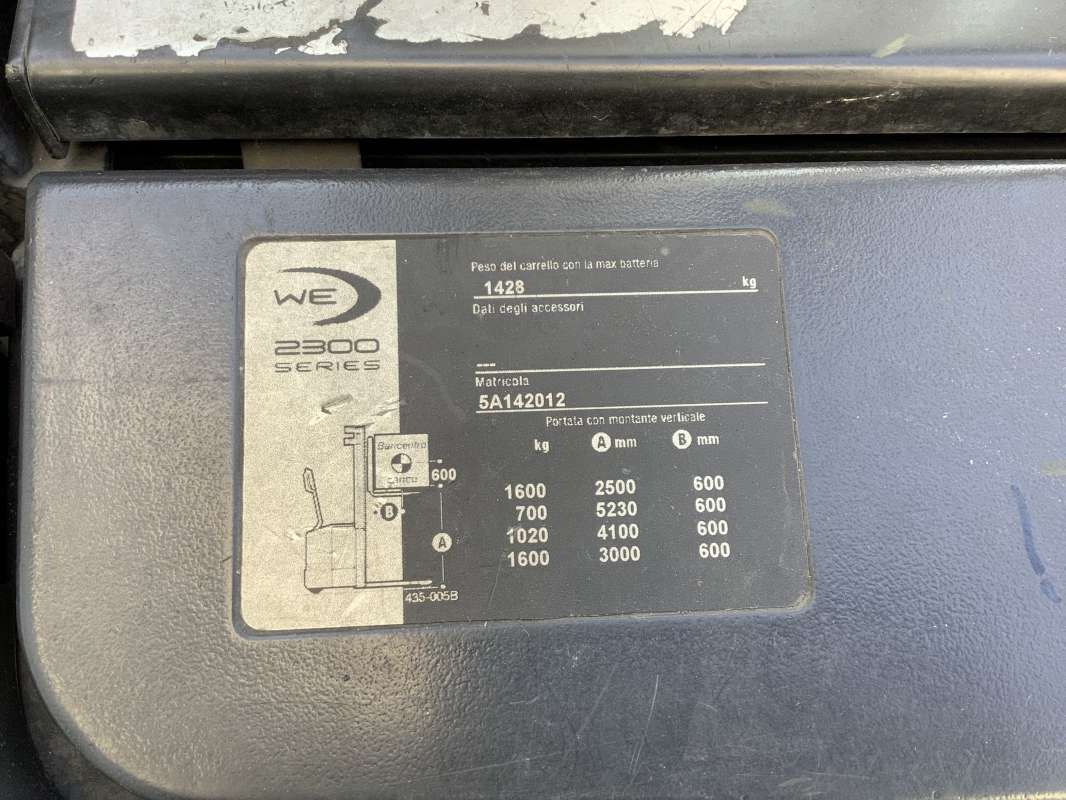 WE
2300
SERIES
Peso del carrello con la max batteria
1428 kg
Dati degli accessori
---
Matricola
5A142012
Portata con montante verticale
kg A mm B mm
1600 2500 600
700 5230 600
1020 4100 600
1600 3000 600
Baricentro
carico
600
B
A
435-005B